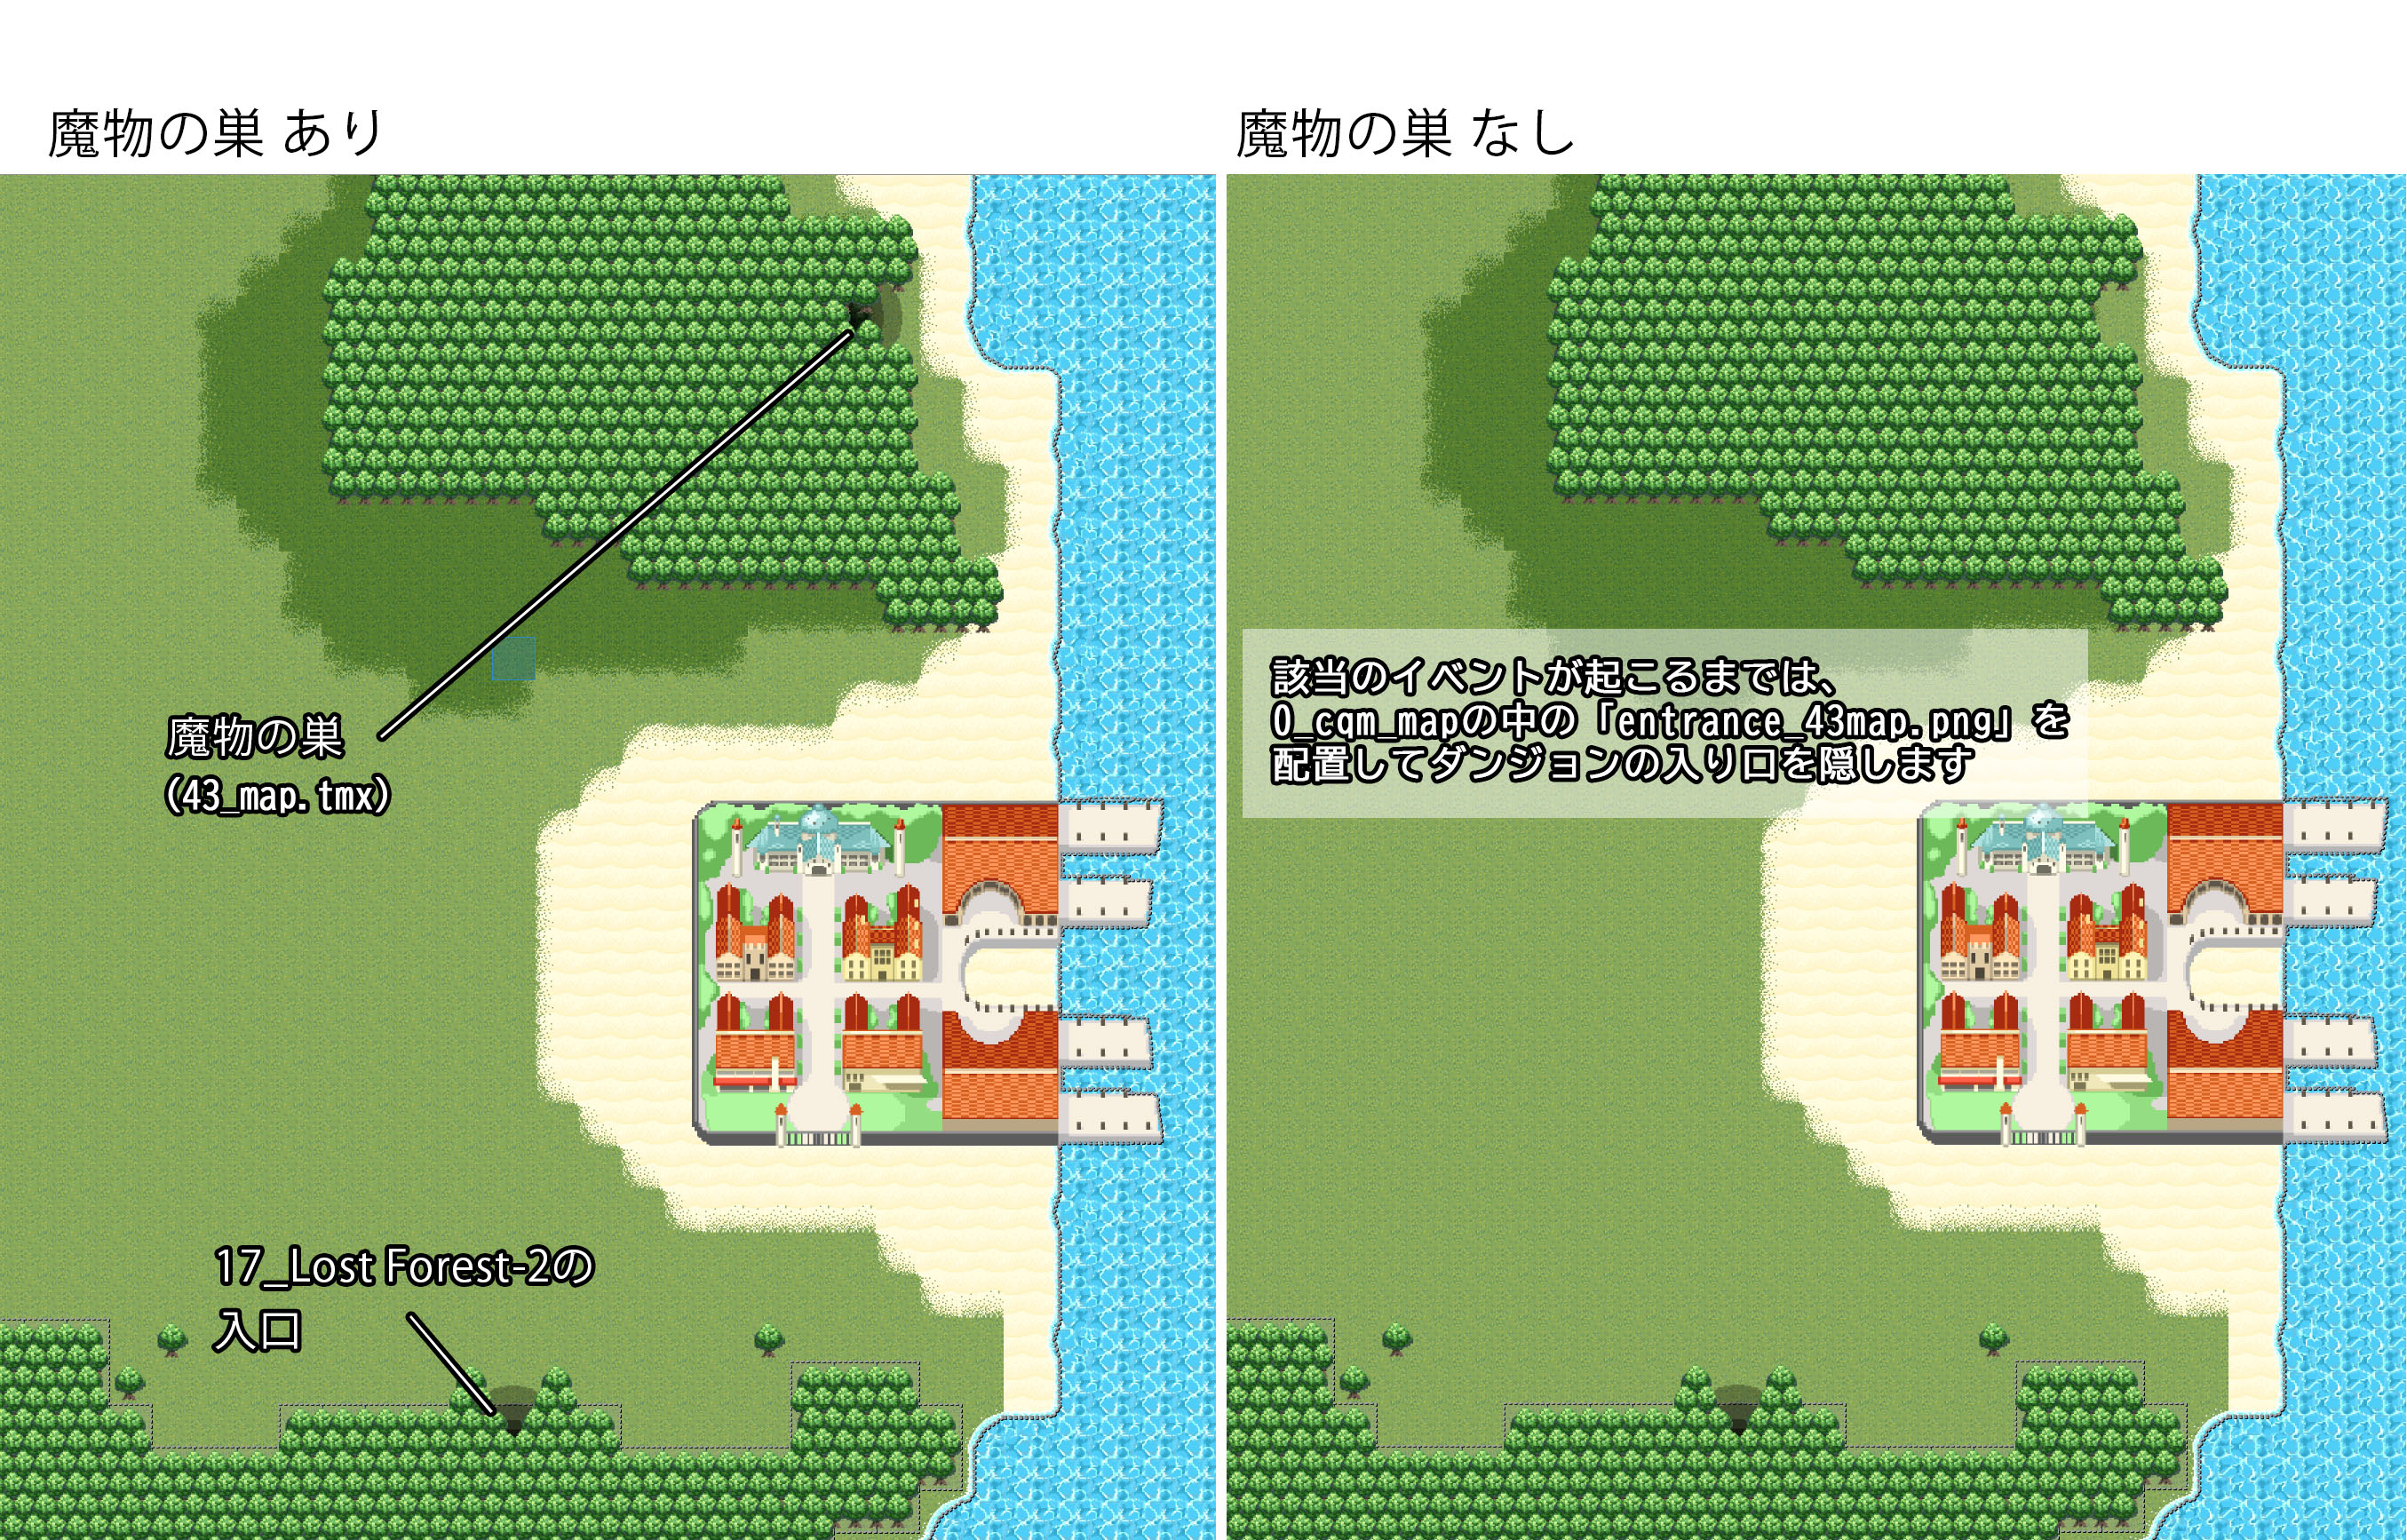 魔物の巣 あり
魔物の巣 なし
魔物の巣
(43_map.tmx)
該当のイベントが起こるまでは、
0_cqm_mapの中の「entrance_43map.png」を
配置してダンジョンの入り口を隠します
17_Lost Forest-2の
入口